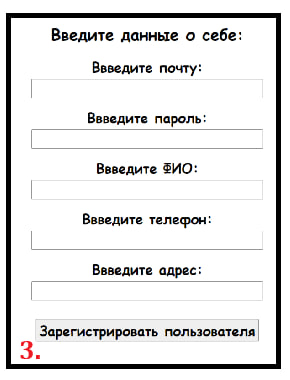 Введите данные о себе:
Ввведите почту:
Ввведите пароль:
Ввведите ФИО:
Ввведите телефон:
Ввведите адрес:
Зарегистрировать пользователя
3.